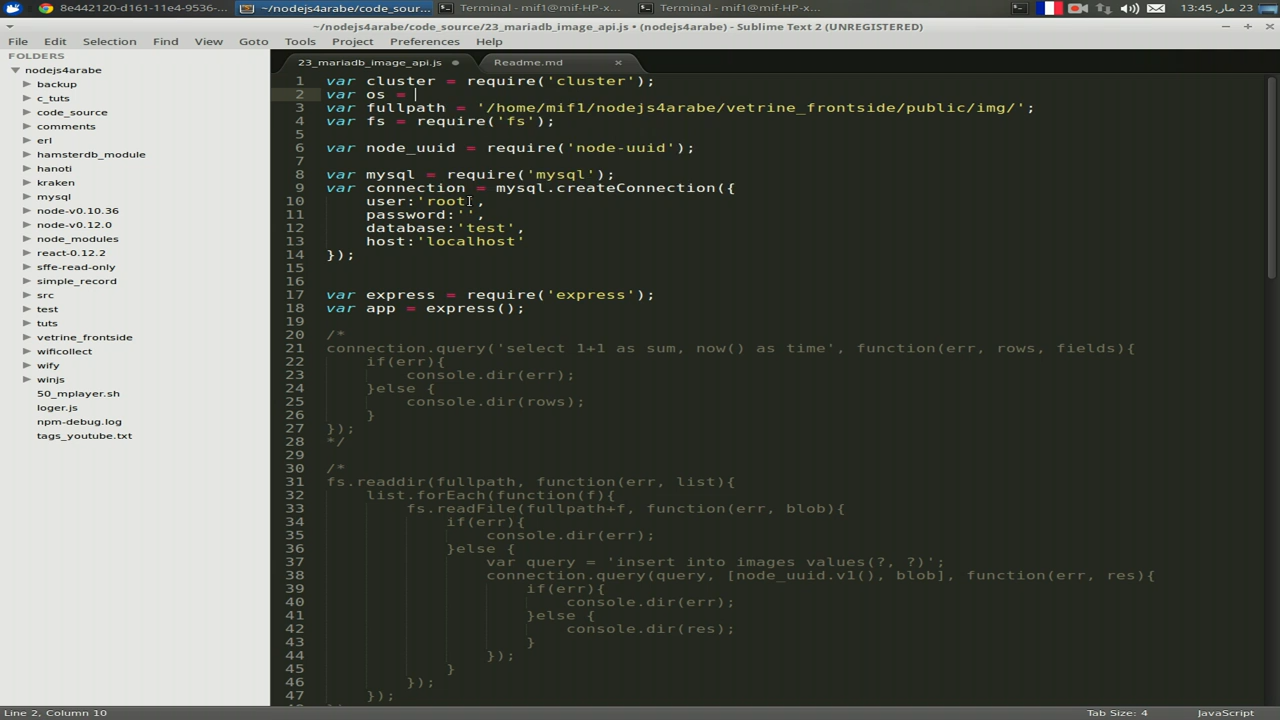 8e442120-d161-11e4-9536-...
~/nodejs4arabe/code_sour...
Terminal - mif1@mif-HP-x...
Terminal - mif1@mif-HP-x...
23 مار, 13:45
~/nodejs4arabe/code_source/23_mariadb_image_api.js • (nodejs4arabe) - Sublime Text 2 (UNREGISTERED)
File Edit Selection Find View Goto Tools Project Preferences Help
FOLDERS
nodejs4arabe
backup
c_tuts
code_source
comments
erl
hamsterdb_module
hanoti
kraken
mysql
node-v0.10.36
node-v0.12.0
node_modules
react-0.12.2
sffe-read-only
simple_record
src
test
tuts
vetrine_frontside
wificollect
wify
winjs
50_mplayer.sh
loger.js
npm-debug.log
tags_youtube.txt
23_mariadb_image_api.js
Readme.md
1 var cluster = require('cluster');
2 var os =
3 var fullpath = '/home/mif1/nodejs4arabe/vetrine_frontside/public/img/';
4 var fs = require('fs');
5
6 var node_uuid = require('node-uuid');
7
8 var mysql = require('mysql');
9 var connection = mysql.createConnection({
10 user:'root',
11 password:'',
12 database:'test',
13 host:'localhost'
14 });
15
16
17 var express = require('express');
18 var app = express();
19
20 /*
21 connection.query('select 1+1 as sum, now() as time', function(err, rows, fields){
22 if(err){
23 console.dir(err);
24 }else {
25 console.dir(rows);
26 }
27 });
28 */
29
30 /*
31 fs.readdir(fullpath, function(err, list){
32 list.forEach(function(f){
33 fs.readFile(fullpath+f, function(err, blob){
34 if(err){
35 console.dir(err);
36 }else {
37 var query = 'insert into images values(?, ?)';
38 connection.query(query, [node_uuid.v1(), blob], function(err, res){
39 if(err){
40 console.dir(err);
41 }else {
42 console.dir(res);
43 }
44 });
45 }
46 });
47 });
Line 2, Column 10
Tab Size: 4
JavaScript